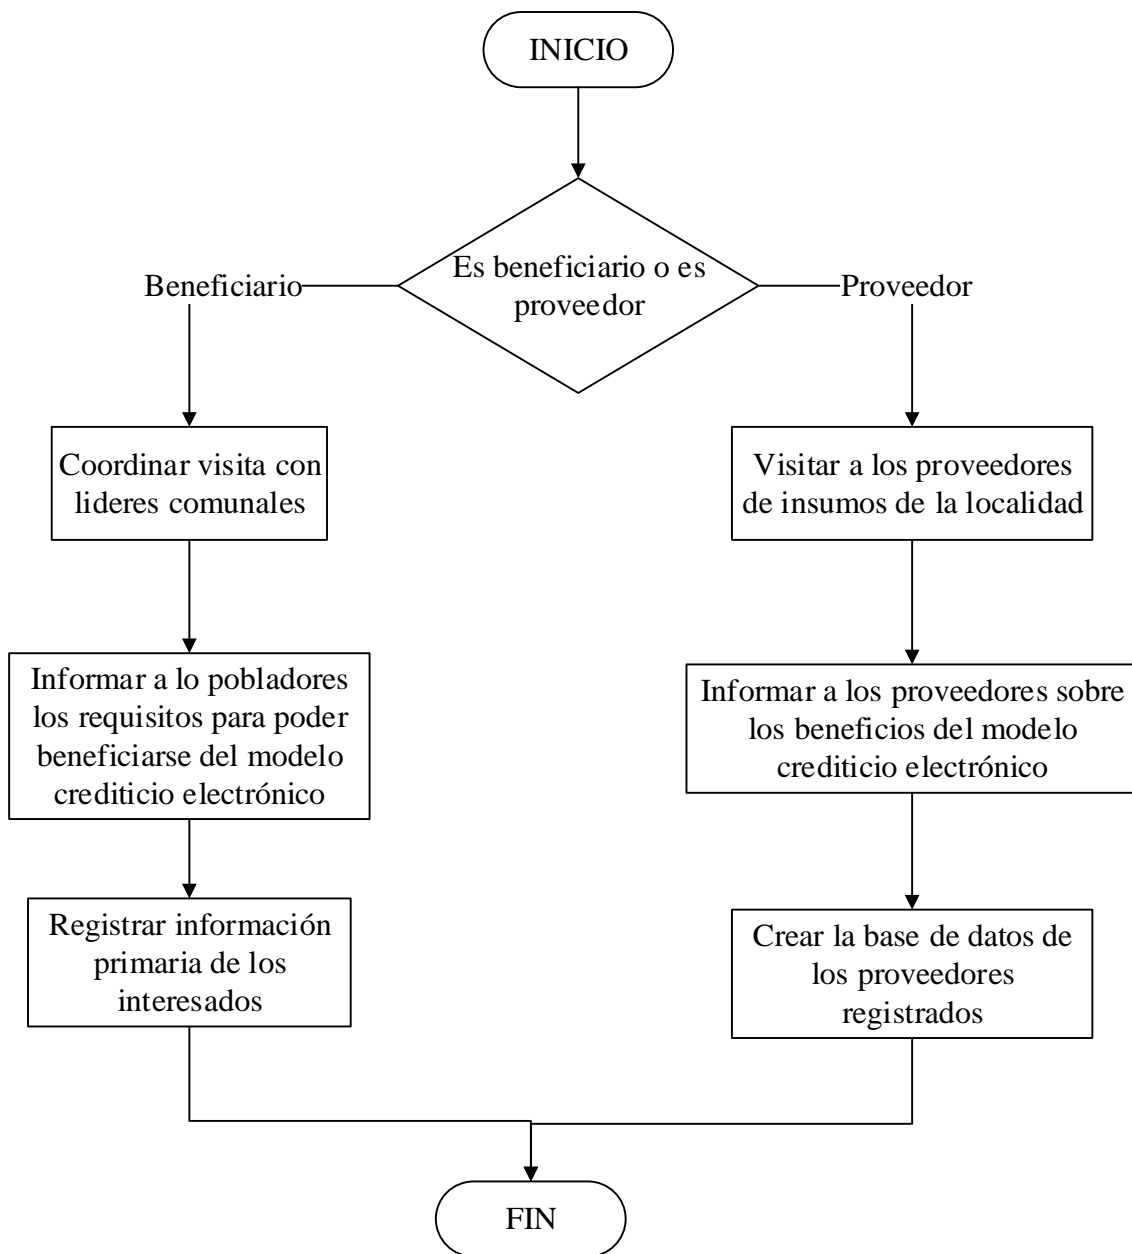 INICIO
Es beneficiario o es
proveedor
Beneficiario
Proveedor
Coordinar visita con
lideres comunales
Visitar a los proveedores
de insumos de la localidad
Informar a lo pobladores
los requisitos para poder
beneficiarse del modelo
crediticio electrónico
Informar a los proveedores sobre
los beneficios del modelo
crediticio electrónico
Registrar información
primaria de los
interesados
Crear la base de datos de
los proveedores
registrados
FIN